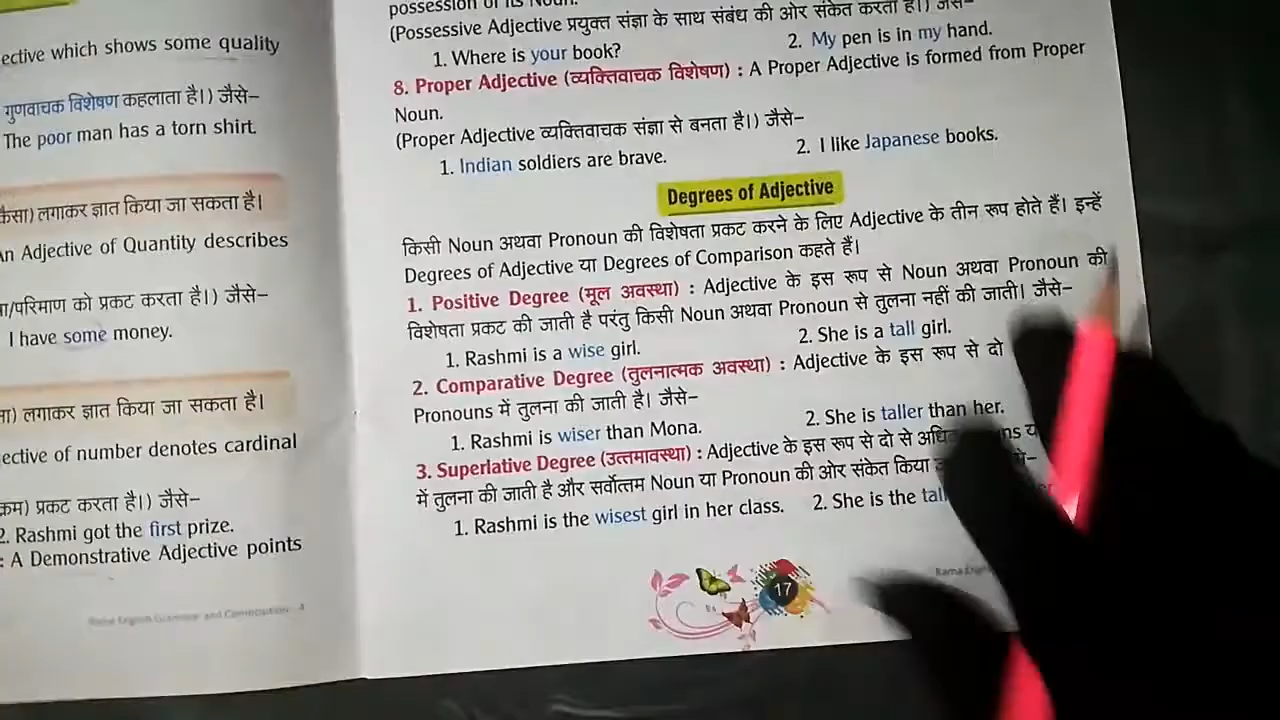 ective which shows some quality
गुणवाचक विशेषण कहलाता है।) जैसे–
The poor man has a torn shirt.
लगाकर ज्ञात किया जा सकता है।
An Adjective of Quantity describes
परिमाण को प्रकट करता है।) जैसे–
I have some money.
लगाकर ज्ञात किया जा सकता है।
ective of number denotes cardinal
प्रकट करता है।) जैसे–
2. Rashmi got the first prize.
: A Demonstrative Adjective points
Rama English Grammar and Composition - 4
possession of its Noun.
(Possessive Adjective प्रयुक्त संज्ञा के साथ संबंध की ओर संकेत करता है।) जैसे–
1. Where is your book? 2. My pen is in my hand.
8. Proper Adjective (व्यक्तिवाचक विशेषण) : A Proper Adjective is formed from Proper
Noun.
(Proper Adjective व्यक्तिवाचक संज्ञा से बनता है।) जैसे–
1. Indian soldiers are brave. 2. I like Japanese books.
Degrees of Adjective
किसी Noun अथवा Pronoun की विशेषता प्रकट करने के लिए Adjective के तीन रूप होते हैं। इन्हें
Degrees of Adjective या Degrees of Comparison कहते हैं।
1. Positive Degree (मूल अवस्था) : Adjective के इस रूप से Noun अथवा Pronoun की
विशेषता प्रकट की जाती है परंतु किसी Noun अथवा Pronoun से तुलना नहीं की जाती। जैसे–
1. Rashmi is a wise girl. 2. She is a tall girl.
2. Comparative Degree (तुलनात्मक अवस्था) : Adjective के इस रूप से दो
Pronouns में तुलना की जाती है। जैसे–
1. Rashmi is wiser than Mona. 2. She is taller than her.
3. Superlative Degree (उत्तमावस्था) : Adjective के इस रूप से दो से
में तुलना की जाती है और सर्वोत्तम Noun या Pronoun की ओर संकेत किया
1. Rashmi is the wisest girl in her class. 2. She is the
17